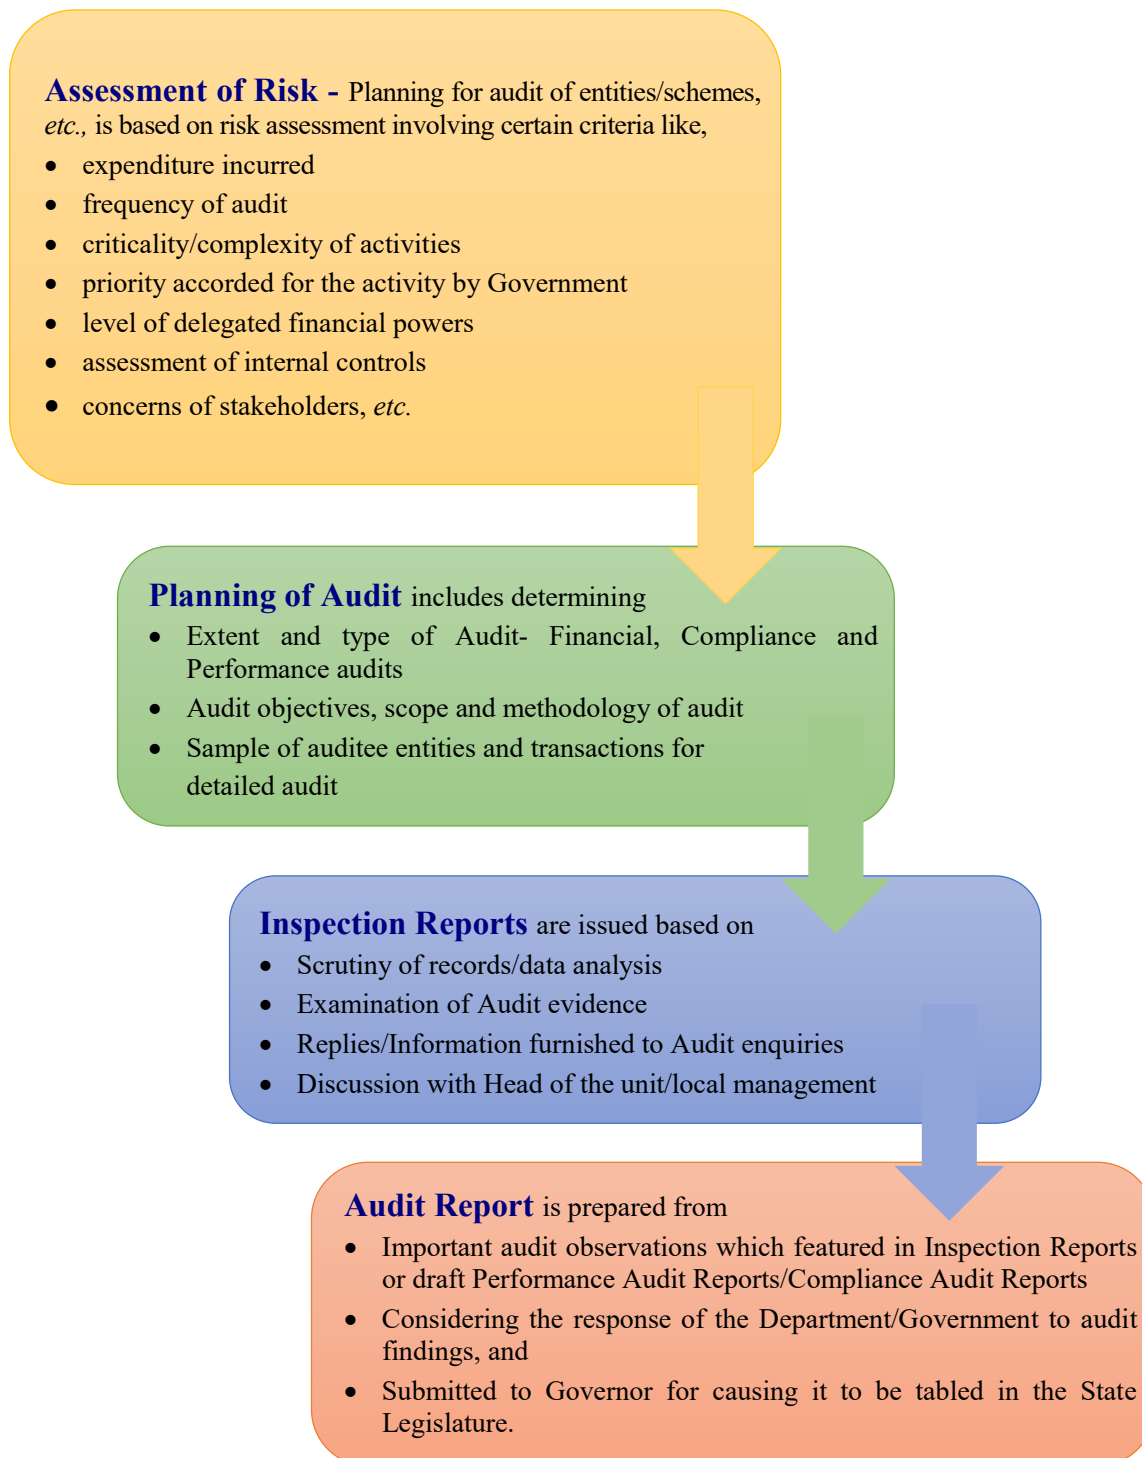 Assessment of Risk - Planning for audit of entities/schemes,
etc., is based on risk assessment involving certain criteria like,
• expenditure incurred
• frequency of audit
• criticality/complexity of activities
• priority accorded for the activity by Government
• level of delegated financial powers
• assessment of internal controls
• concerns of stakeholders, etc.
Planning of Audit includes determining
• Extent and type of Audit- Financial, Compliance and
Performance audits
• Audit objectives, scope and methodology of audit
• Sample of auditee entities and transactions for
detailed audit
Inspection Reports are issued based on
• Scrutiny of records/data analysis
• Examination of Audit evidence
• Replies/Information furnished to Audit enquiries
• Discussion with Head of the unit/local management
Audit Report is prepared from
• Important audit observations which featured in Inspection Reports
or draft Performance Audit Reports/Compliance Audit Reports
• Considering the response of the Department/Government to audit
findings, and
• Submitted to Governor for causing it to be tabled in the State
Legislature.